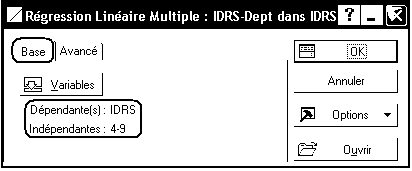 Régression Linéaire Multiple : IDRS-Dept dans IDRS ? _
Base Avancé
OK
Variables
Annuler
Dépendante(s) : IDRS
Indépendantes : 4-9
Options
Ouvrir